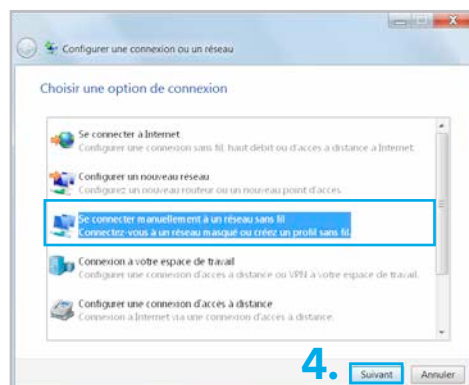 Configurer une connexion ou un réseau
Choisir une option de connexion
Se connecter à Internet
Configurer une connexion sans fil, haut débit ou d'accès à distance à Internet.
Configurer un nouveau réseau
Configurez un nouveau routeur ou un nouveau point d'accès.
Se connecter manuellement à un réseau sans fil
Connectez-vous à un réseau masqué ou créez un profil sans fil.
Connexion à votre espace de travail
Configurer une connexion d'accès à distance ou VPN à votre espace de travail.
Configurer une connexion d'accès à distance
Connexion à Internet via une connexion d'accès à distance.
4. Suivant Annuler